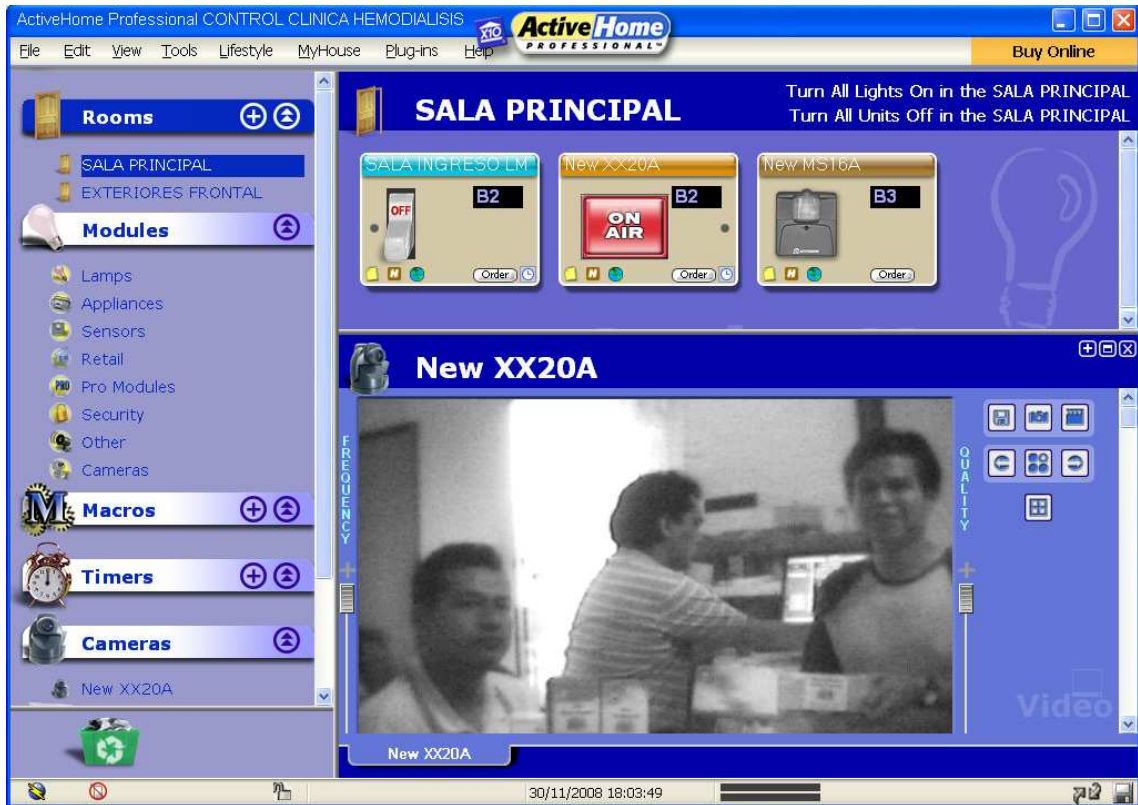 ActiveHome Professional CONTROL CLINICA HEMODIALISIS
X10 ActiveHome
PROFESSIONAL™
File Edit View Tools Lifestyle MyHouse Plug-ins Help
Buy Online
Rooms
SALA PRINCIPAL
EXTERIORES FRONTAL
Modules
Lamps
Appliances
Sensors
Retail
PRO Pro Modules
Security
Other
Cameras
M Macros
Timers
Cameras
New XX20A
SALA PRINCIPAL
Turn All Lights On in the SALA PRINCIPAL
Turn All Units Off in the SALA PRINCIPAL
SALA INGRESO LM
B2
OFF
Order
New XX20A
B2
ON
AIR
Order
New MS16A
B3
Order
New XX20A
FREQUENCY
QUALITY
Video
New XX20A
30/11/2008 18:03:49